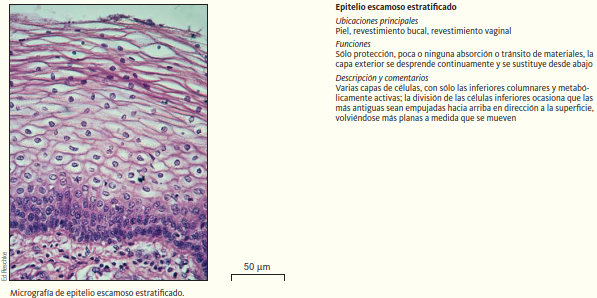 Epitelio escamoso estratificado
Ubicaciones principales
Piel, revestimiento bucal, revestimiento vaginal
Funciones
Sólo protección, poca o ninguna absorción o tránsito de materiales, la
capa exterior se desprende continuamente y se sustituye desde abajo
Descripción y comentarios
Varias capas de células, con sólo las inferiores columnares y metabó-
licamente activas; la división de las células inferiores ocasiona que las
más antiguas sean empujadas hacia arriba en dirección a la superficie,
volviéndose más planas a medida que se mueven
Ed Reschke
50 µm
Micrografía de epitelio escamoso estratificado.